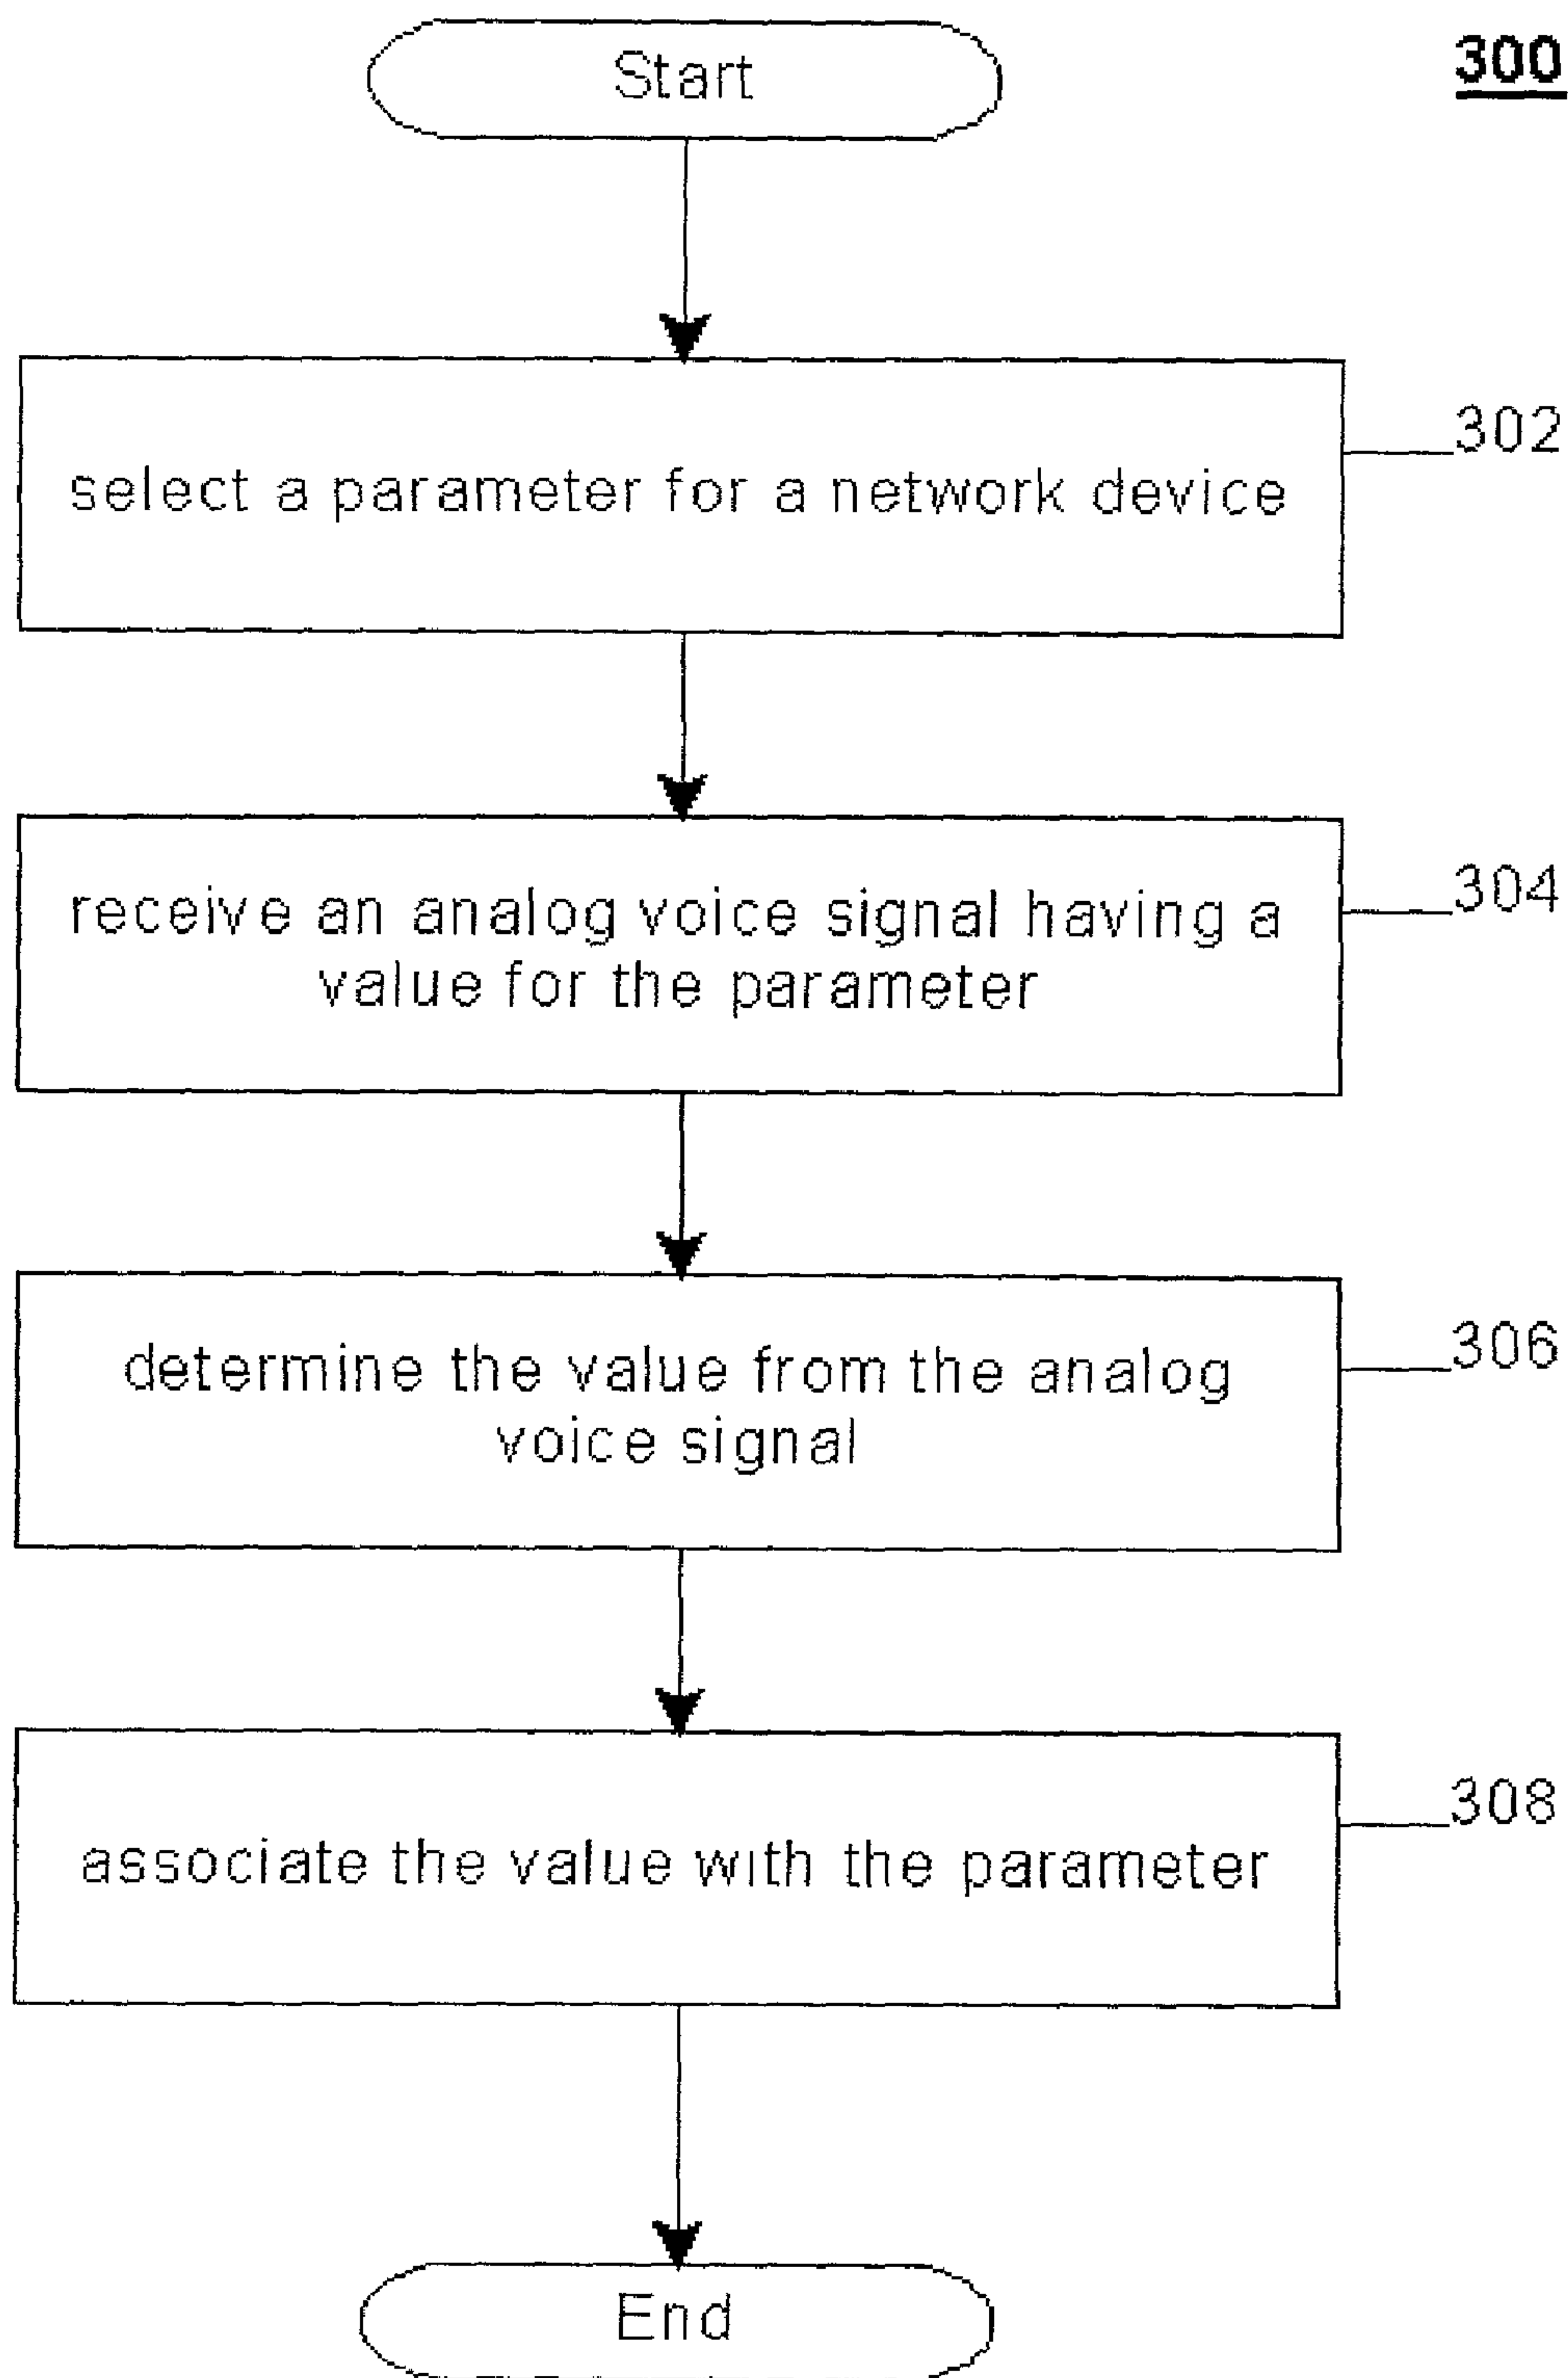 Start
300
select a parameter for a network device
302
receive an analog voice signal having a
value for the parameter
304
determine the value from the analog
voice signal
306
associate the value with the parameter
308
End